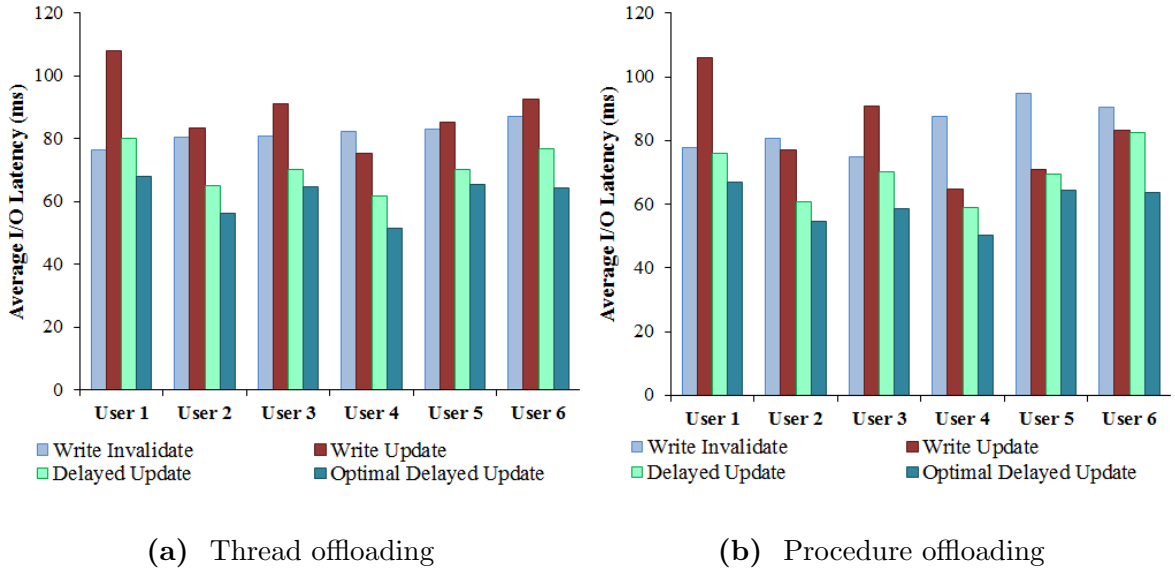 120
100
80
60
40
20
0
Average I/O Latency (ms)
User 1 User 2 User 3 User 4 User 5 User 6
Write Invalidate Write Update
Delayed Update Optimal Delayed Update
(a) Thread offloading
120
100
80
60
40
20
0
Average I/O Latency (ms)
User 1 User 2 User 3 User 4 User 5 User 6
Write Invalidate Write Update
Delayed Update Optimal Delayed Update
(b) Procedure offloading